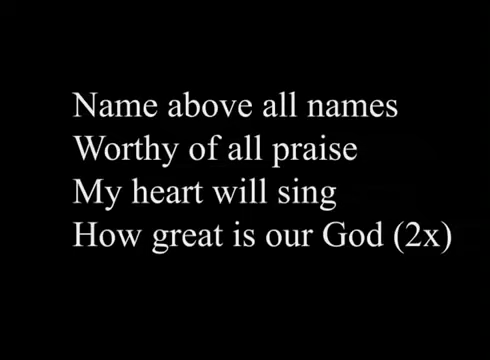 Name above all names
Worthy of all praise
My heart will sing
How great is our God (2x)